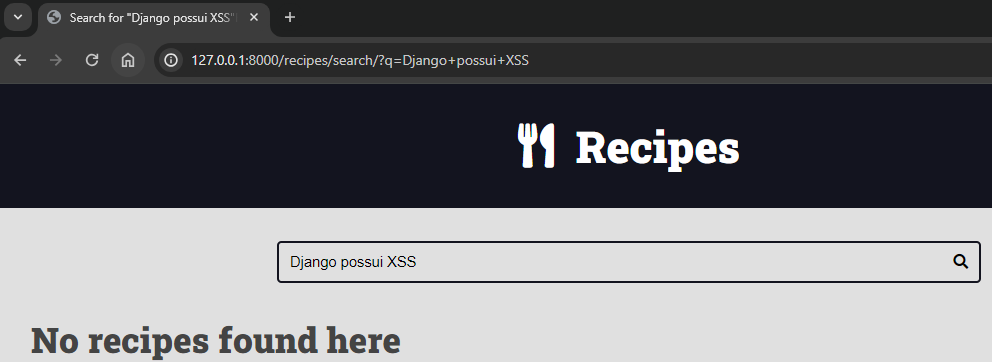 Search for "Django possui XSS"
127.0.0.1:8000/recipes/search/?q=Django+possui+XSS
Recipes
Django possui XSS
No recipes found here